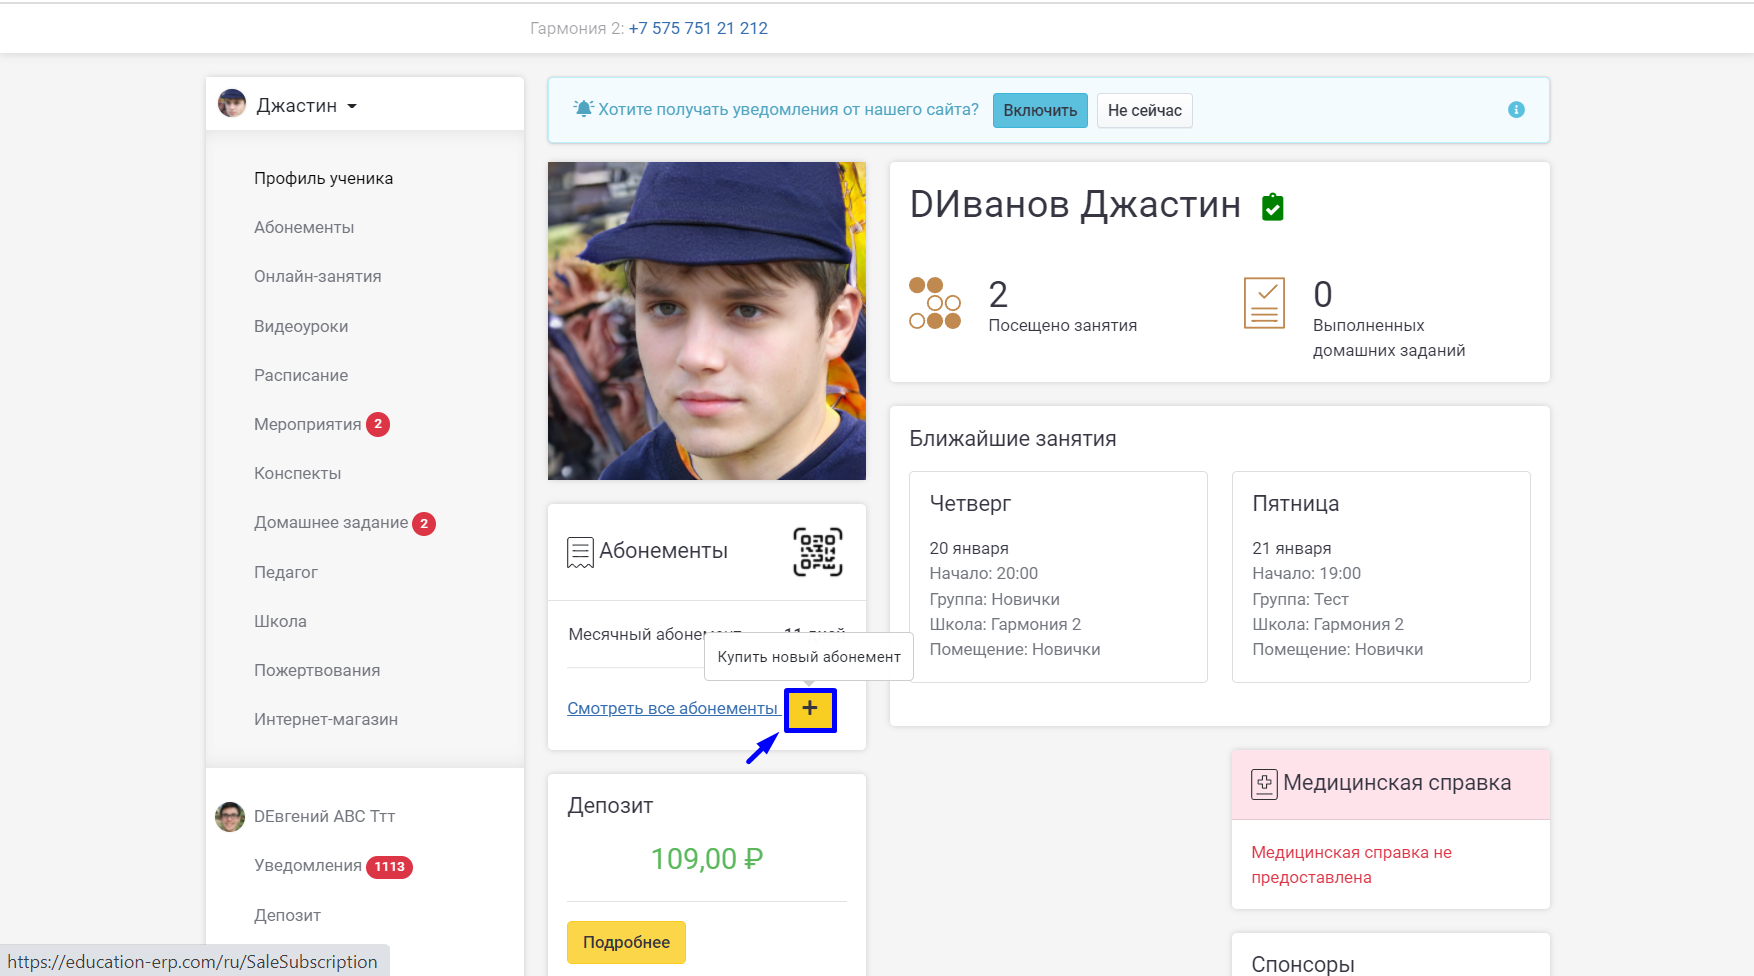 Гармония 2: +7 575 751 21 212
Джастин
Профиль ученика
Абонементы
Онлайн-занятия
Видеоуроки
Расписание
Мероприятия 2
Конспекты
Домашнее задание 2
Педагог
Школа
Пожертвования
Интернет-магазин
DЕвгений ABC Ттт
Уведомления 1113
Депозит
https://education-erp.com/ru/SaleSubscription
Хотите получать уведомления от нашего сайта? Включить Не сейчас
DИванов Джастин
2
Посещено занятия
0
Выполненных
домашних заданий
Абонементы
Месячный абонемент 11 дней
Купить новый абонемент
Смотреть все абонементы +
Депозит
109,00 ₽
Подробнее
Ближайшие занятия
Четверг
20 января
Начало: 20:00
Группа: Новички
Школа: Гармония 2
Помещение: Новички
Пятница
21 января
Начало: 19:00
Группа: Тест
Школа: Гармония 2
Помещение: Новички
Медицинская справка
Медицинская справка не
предоставлена
Спонсоры